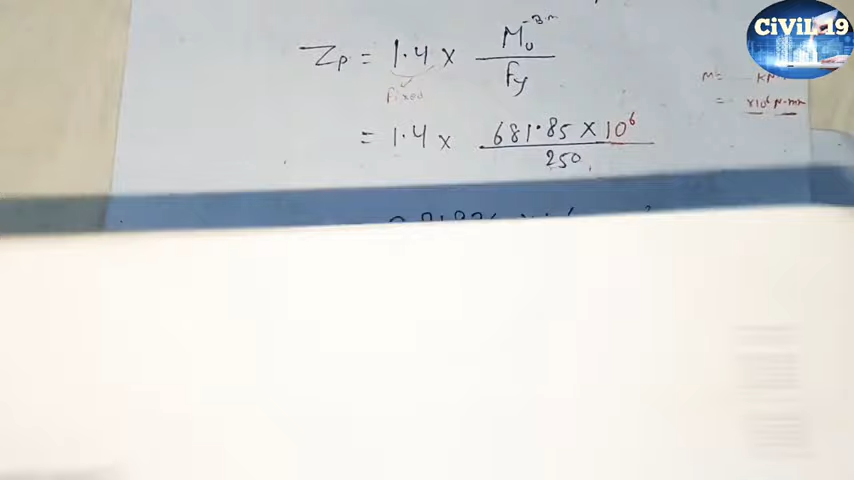 CiViL 19
Zp = 1.4 x Mu -B.m / Fy
fixed
M = KN
= x10⁶ N-mm
= 1.4 x 681.85 x 10⁶ / 250